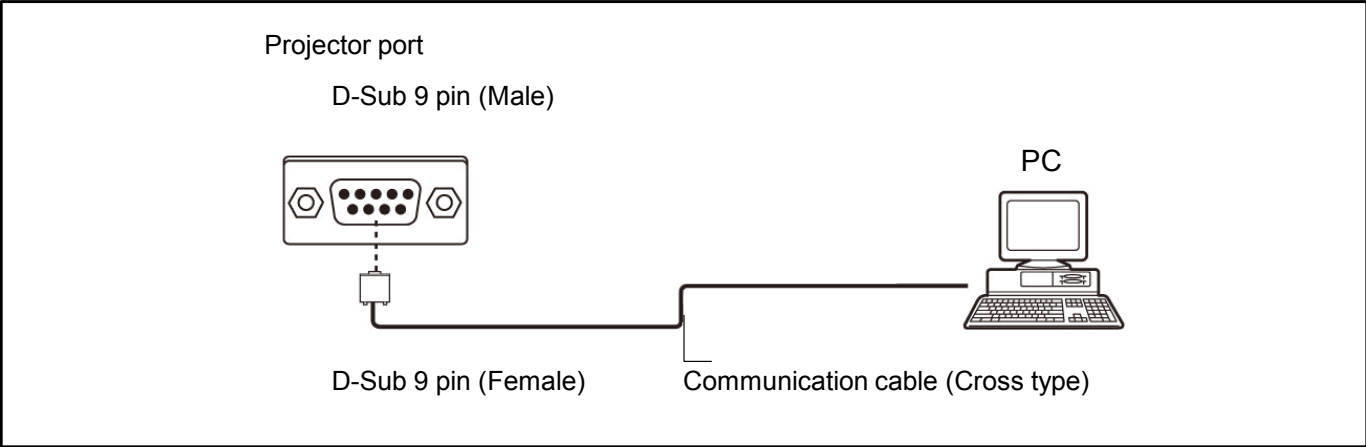 Projector port
D-Sub 9 pin (Male)
PC
D-Sub 9 pin (Female)
Communication cable (Cross type)